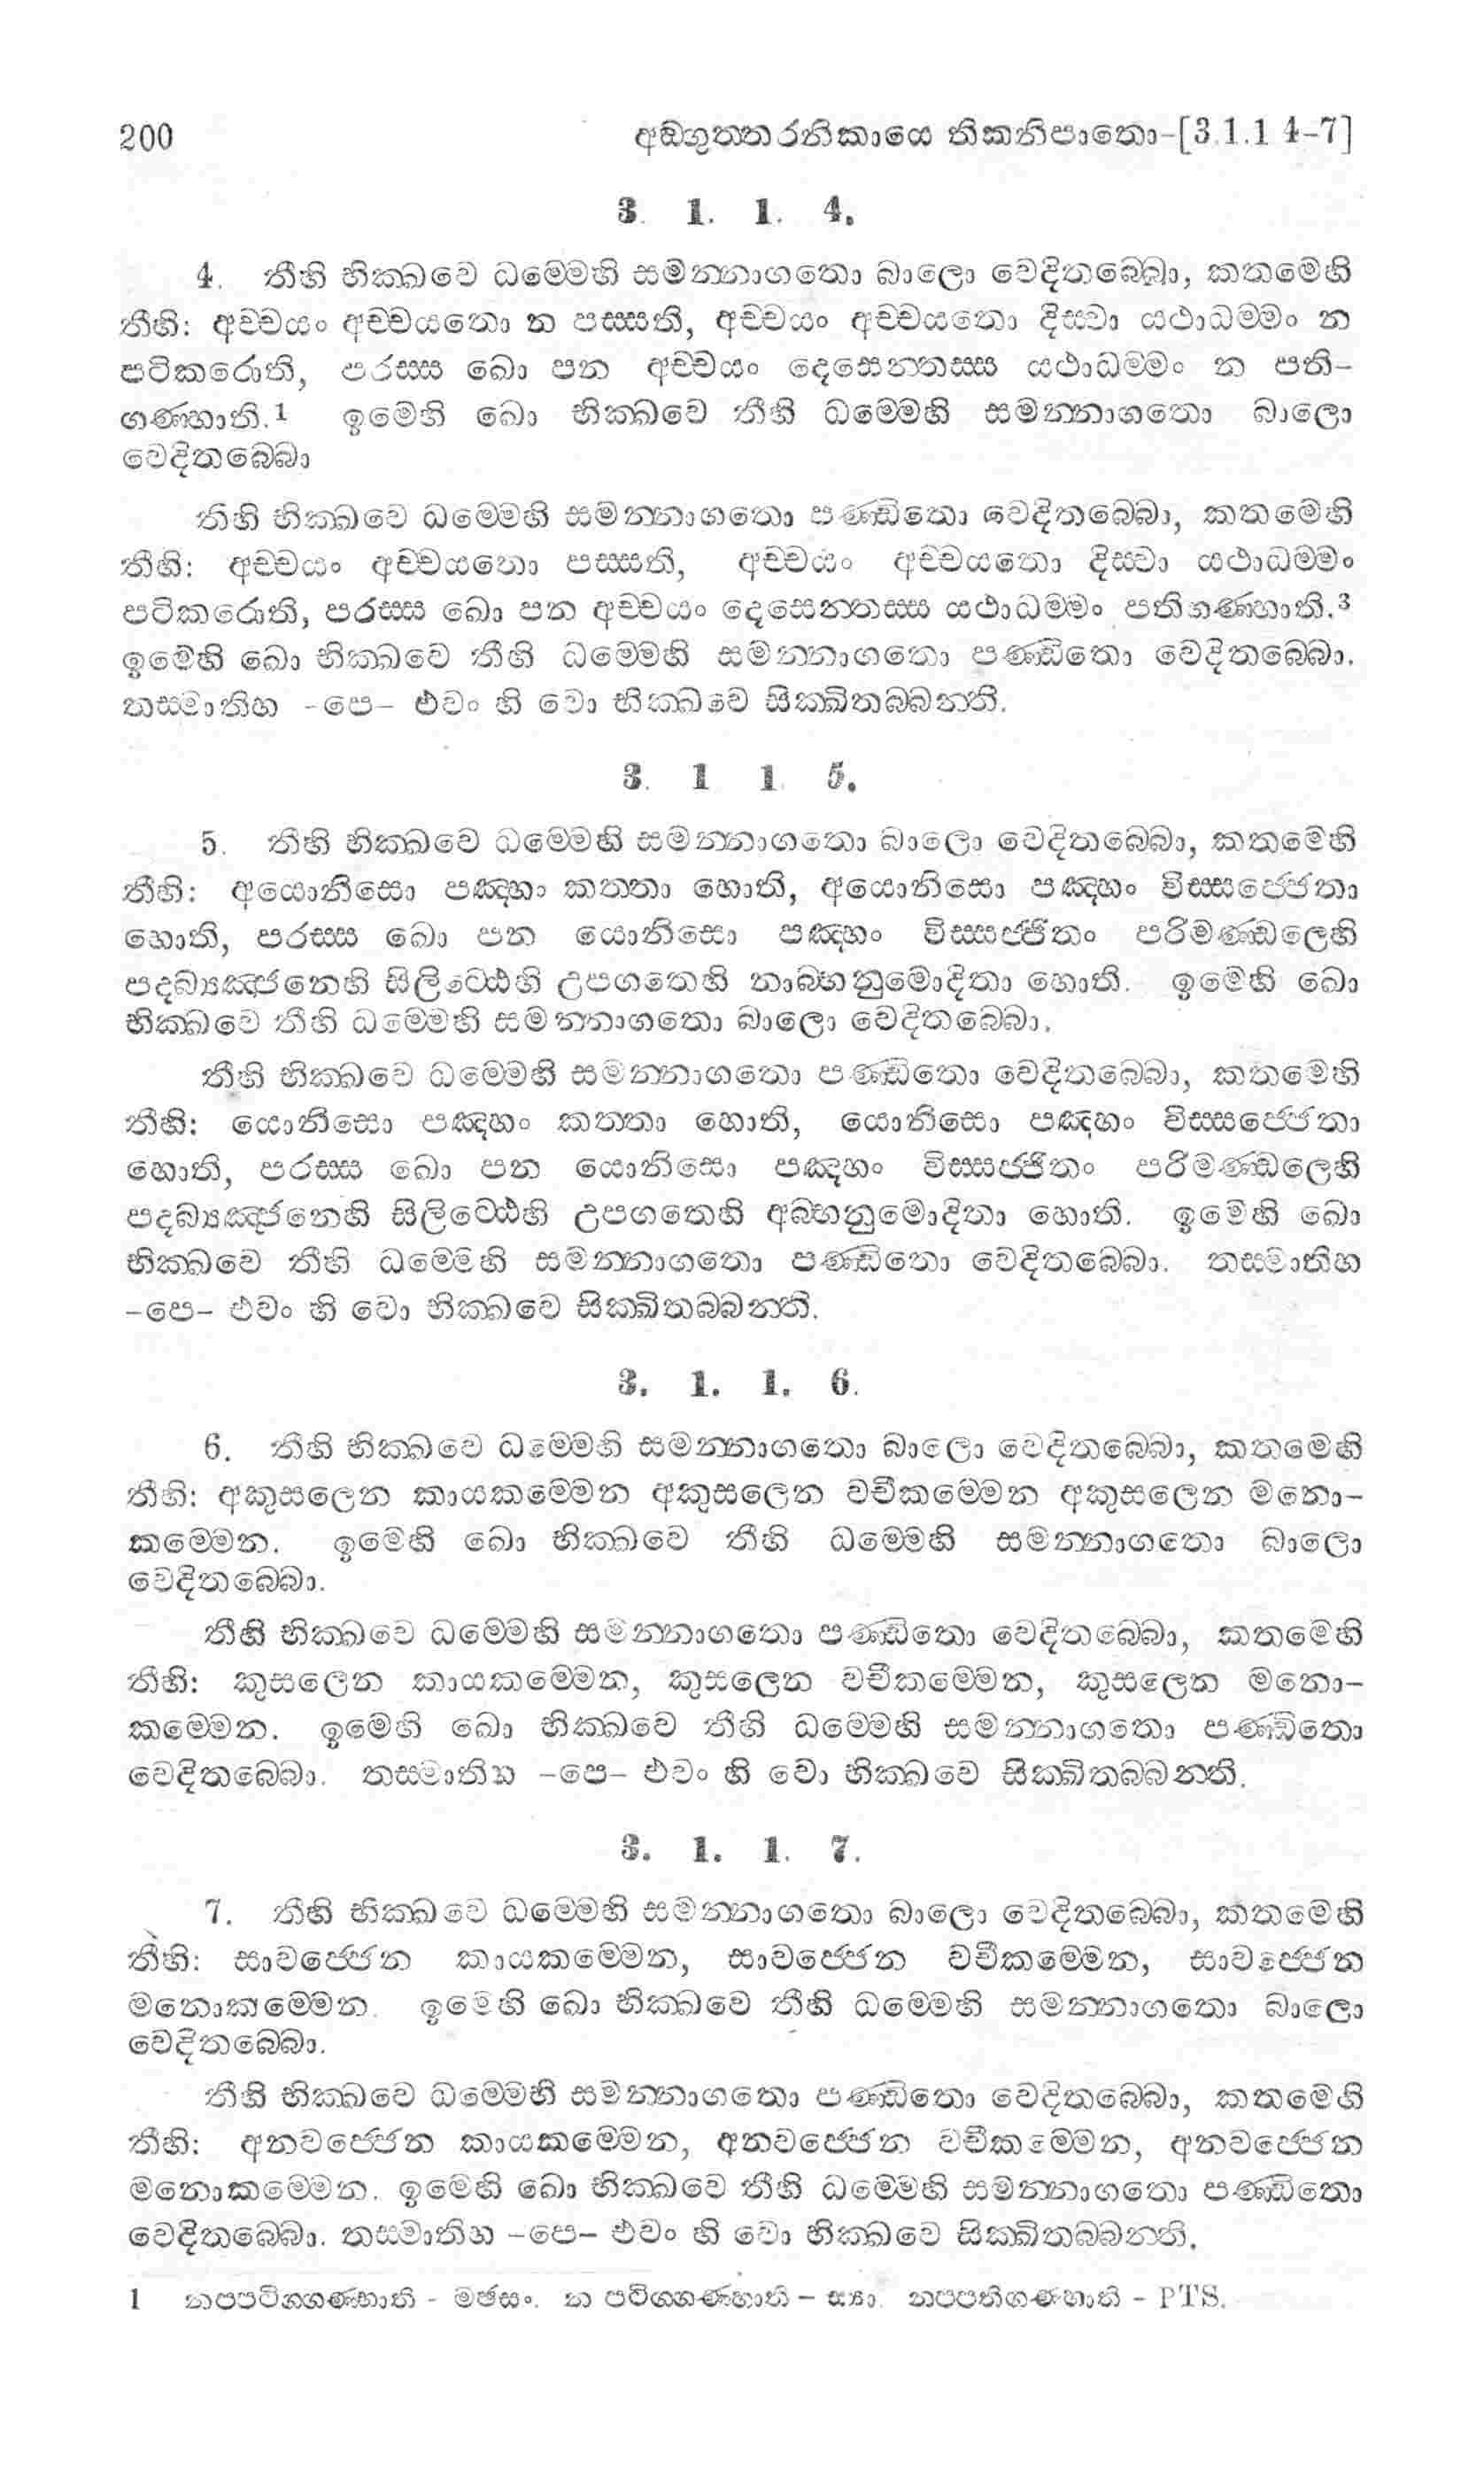 200 අඞ්ගුත්තරනිකායෙ තිකනිපාතො-[3.1.1 4-7]
3. 1. 1. 4.
4. තීහි භික්ඛවෙ ධම්මෙහි සමන්නාගතො බාලො වෙදිතබ්බො, කතමෙහි
තීහි: අච්චයං අච්චයතො න පස්සති, අච්චයං අච්චයතො දිස්වා යථාධම්මං න
පටිකරොති, පරස්ස ඛො පන අච්චයං දෙසෙන්තස්ස යථාධම්මං න පති-
ගණ්හාති.1 ඉමෙහි ඛො භික්ඛවෙ තීහි ධම්මෙහි සමන්නාගතො බාලො
වෙදිතබ්බො
තීහි භික්ඛවෙ ධම්මෙහි සමන්නාගතො පණ්ඩිතො වෙදිතබ්බො, කතමෙහි
තීහි: අච්චයං අච්චයතො පස්සති, අච්චයං අච්චයතො දිස්වා යථාධම්මං
පටිකරොති, පරස්ස ඛො පන අච්චයං දෙසෙන්තස්ස යථාධම්මං පතිගණ්හාති.3
ඉමෙහි ඛො භික්ඛවෙ තීහි ධම්මෙහි සමන්නාගතො පණ්ඩිතො වෙදිතබ්බො.
තස්මාතිහ -පෙ- එවං හි වො භික්ඛවෙ සික්ඛිතබ්බන්ති.
3. 1 1. 5.
5. තීහි භික්ඛවෙ ධම්මෙහි සමන්නාගතො බාලො වෙදිතබ්බො, කතමෙහි
තීහි: අයොනිසො පඤ්හං කත්තා හොති, අයොනිසො පඤ්හං විස්සජ්ජෙතා
හොති, පරස්ස ඛො පන යොනිසො පඤ්හං විස්සජ්ජිතං පරිමණ්ඩලෙහි
පදබ්‍යඤ්ජනෙහි සිලිට්ඨෙහි උපගතෙහි නාබ්භනුමොදිතා හොති. ඉමෙහි ඛො
භික්ඛවෙ තීහි ධම්මෙහි සමන්නාගතො බාලො වෙදිතබ්බො.
තීහි භික්ඛවෙ ධම්මෙහි සමන්නාගතො පණ්ඩිතො වෙදිතබ්බො, කතමෙහි
තීහි: යොනිසො පඤ්හං කත්තා හොති, යොනිසො පඤ්හං විස්සජ්ජෙතා
හොති, පරස්ස ඛො පන යොනිසො පඤ්හං විස්සජ්ජිතං පරිමණ්ඩලෙහි
පදබ්‍යඤ්ජනෙහි සිලිට්ඨෙහි උපගතෙහි අබ්භනුමොදිතා හොති. ඉමෙහි ඛො
භික්ඛවෙ තීහි ධම්මෙහි සමන්නාගතො පණ්ඩිතො වෙදිතබ්බො. තස්මාතිහ
-පෙ- එවං හි වො භික්ඛවෙ සික්ඛිතබ්බන්ති.
3. 1. 1. 6.
6. තීහි භික්ඛවෙ ධම්මෙහි සමන්නාගතො බාලො වෙදිතබ්බො, කතමෙහි
තීහි: අකුසලෙන කායකම්මෙන අකුසලෙන වචීකම්මෙන අකුසලෙන මනො-
කම්මෙන. ඉමෙහි ඛො භික්ඛවෙ තීහි ධම්මෙහි සමන්නාගතො බාලො
වෙදිතබ්බො.
තීහි භික්ඛවෙ ධම්මෙහි සමන්නාගතො පණ්ඩිතො වෙදිතබ්බො, කතමෙහි
තීහි: කුසලෙන කායකම්මෙන, කුසලෙන වචීකම්මෙන, කුසලෙන මනො-
කම්මෙන. ඉමෙහි ඛො භික්ඛවෙ තීහි ධම්මෙහි සමන්නාගතො පණ්ඩිතො
වෙදිතබ්බො. තස්මාතිහ -පෙ- එවං හි වො භික්ඛවෙ සික්ඛිතබ්බන්ති.
3. 1. 1. 7.
7. තීහි භික්ඛවෙ ධම්මෙහි සමන්නාගතො බාලො වෙදිතබ්බො, කතමෙහි
තීහි: සාවජ්ජෙන කායකම්මෙන, සාවජ්ජෙන වචීකම්මෙන, සාවජ්ජෙන
මනොකම්මෙන. ඉමෙහි ඛො භික්ඛවෙ තීහි ධම්මෙහි සමන්නාගතො බාලො
වෙදිතබ්බො.
තීහි භික්ඛවෙ ධම්මෙහි සමන්නාගතො පණ්ඩිතො වෙදිතබ්බො, කතමෙහි
තීහි: අනවජ්ජෙන කායකම්මෙන, අනවජ්ජෙන වචීකම්මෙන, අනවජ්ජෙන
මනොකම්මෙන. ඉමෙහි ඛො භික්ඛවෙ තීහි ධම්මෙහි සමන්නාගතො පණ්ඩිතො
වෙදිතබ්බො. තස්මාතිහ -පෙ- එවං හි වො භික්ඛවෙ සික්ඛිතබ්බන්ති.
1 නප්පටිග්ගණ්හාති - මජසං. න පටිග්ගණ්හාති - ස්‍යා. නප්පතිගණ්හාති - PTS.